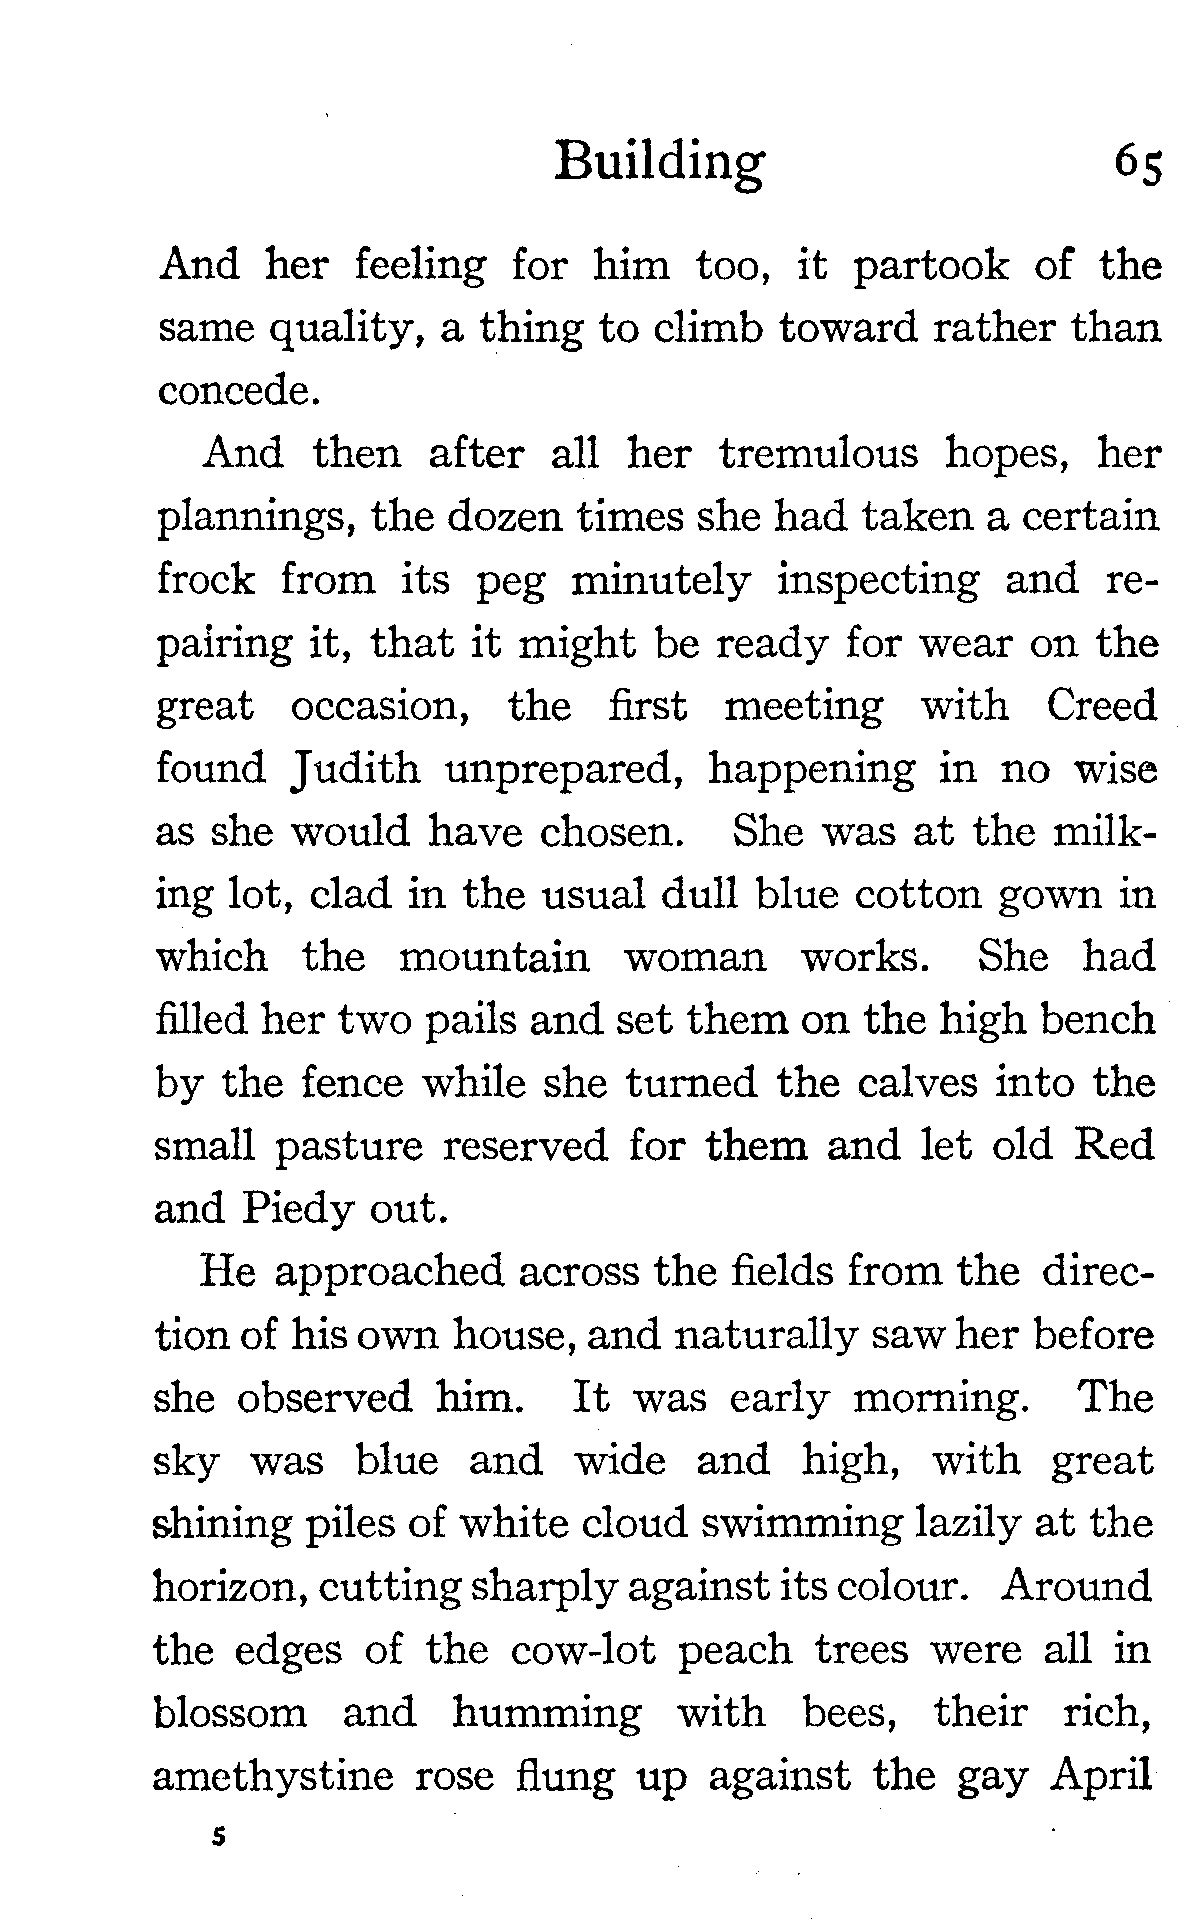 Building 65
And her feeling for him too, it partook of the
same quality, a thing to climb toward rather than
concede.
And then after all her tremulous hopes, her
plannings, the dozen times she had taken a certain
frock from its peg minutely inspecting and re-
pairing it, that it might be ready for wear on the
great occasion, the first meeting with Creed
found Judith unprepared, happening in no wise
as she would have chosen. She was at the milk-
ing lot, clad in the usual dull blue cotton gown in
which the mountain woman works. She had
filled her two pails and set them on the high bench
by the fence while she turned the calves into the
small pasture reserved for them and let old Red
and Piedy out.
He approached across the fields from the direc-
tion of his own house, and naturally saw her before
she observed him. It was early morning. The
sky was blue and wide and high, with great
shining piles of white cloud swimming lazily at the
horizon, cutting sharply against its colour. Around
the edges of the cow-lot peach trees were all in
blossom and humming with bees, their rich,
amethystine rose flung up against the gay April
5